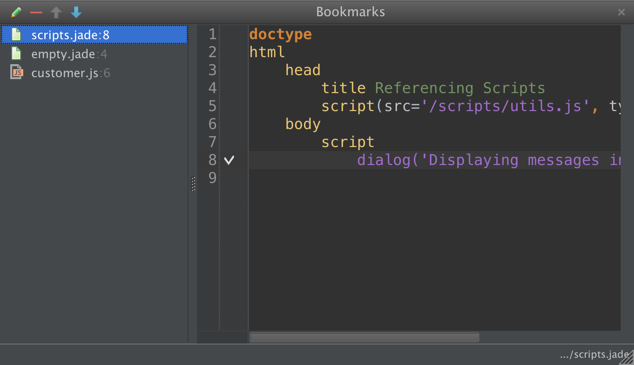 Bookmarks
scripts.jade:8
empty.jade:4
customer.js:6
1 doctype
2 html
3 head
4 title Referencing Scripts
5 script(src='/scripts/utils.js', ty
6 body
7 script
8 dialog('Displaying messages in
9
.../scripts.jade